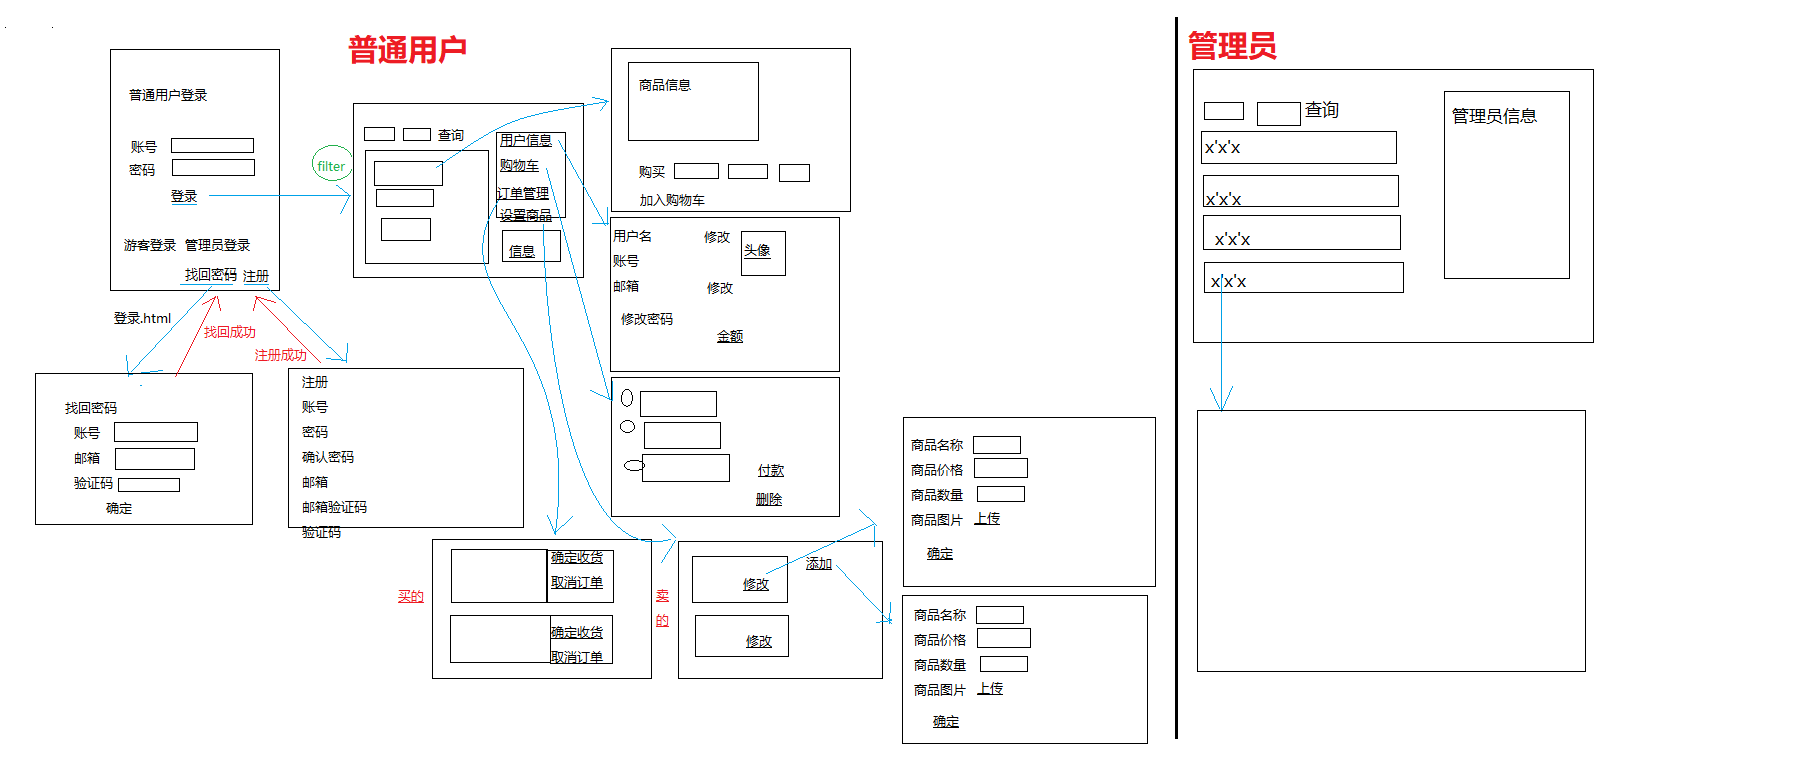 普通用户
普通用户登录
账号
密码
登录
游客登录 管理员登录
找回密码 注册
登录.html
找回成功
注册成功
找回密码
账号
邮箱
验证码
确定
注册
账号
密码
确认密码
邮箱
邮箱验证码
验证码
filter
查询
用户信息
购物车
订单管理
设置商品
信息
商品信息
购买
加入购物车
用户名 修改
头像
账号
邮箱 修改
修改密码
金额
付款
删除
买的
确定收货
取消订单
确定收货
取消订单
卖
的
修改
添加
修改
商品名称
商品价格
商品数量
商品图片 上传
确定
商品名称
商品价格
商品数量
商品图片 上传
确定
管理员
查询
管理员信息
x'x'x
x'x'x
x'x'x
x'x'x